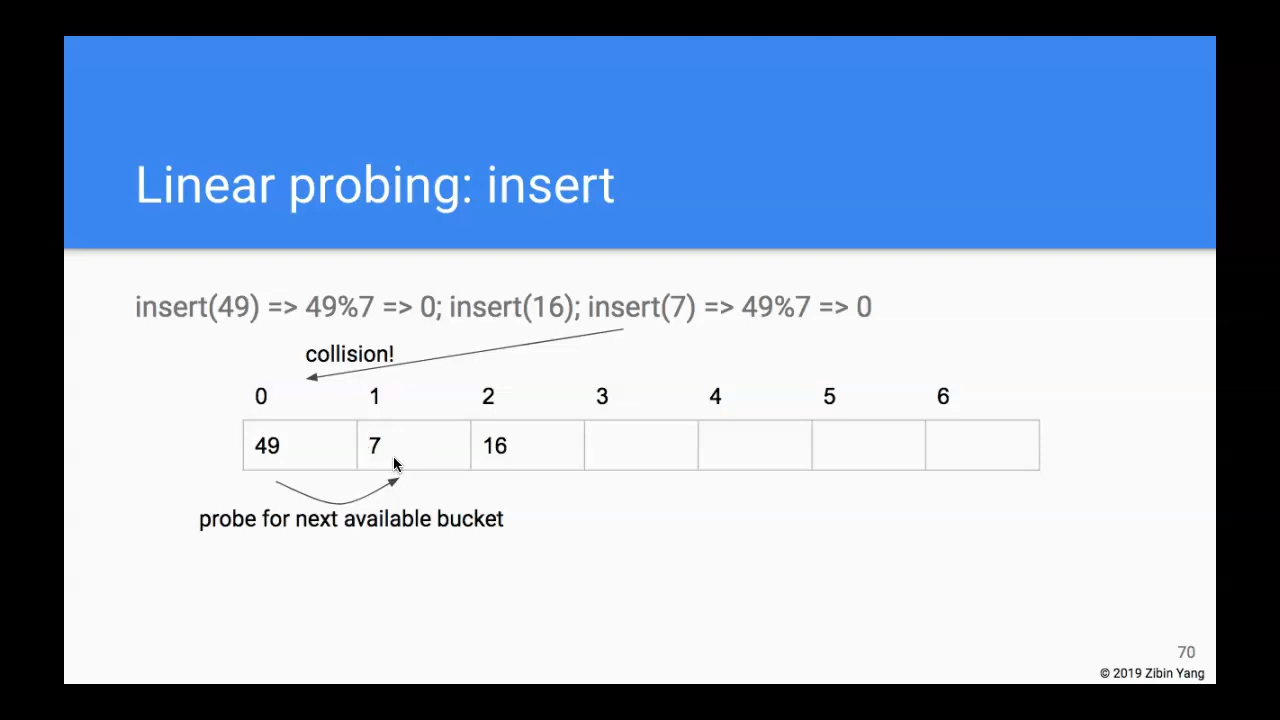 Linear probing: insert
insert(49) => 49%7 => 0; insert(16); insert(7) => 49%7 => 0
collision!
0 1 2 3 4 5 6
49 7 16
probe for next available bucket
70
© 2019 Zibin Yang